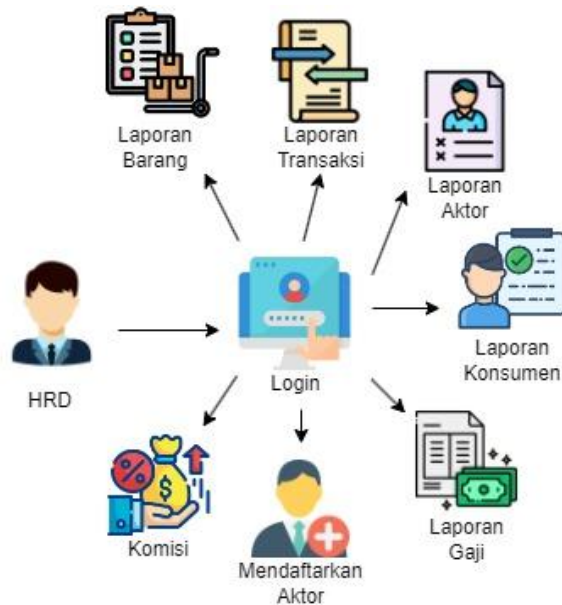 Laporan
Barang
Laporan
Transaksi
Laporan
Aktor
Laporan
Konsumen
HRD
Login
Komisi
Mendaftarkan
Aktor
Laporan
Gaji